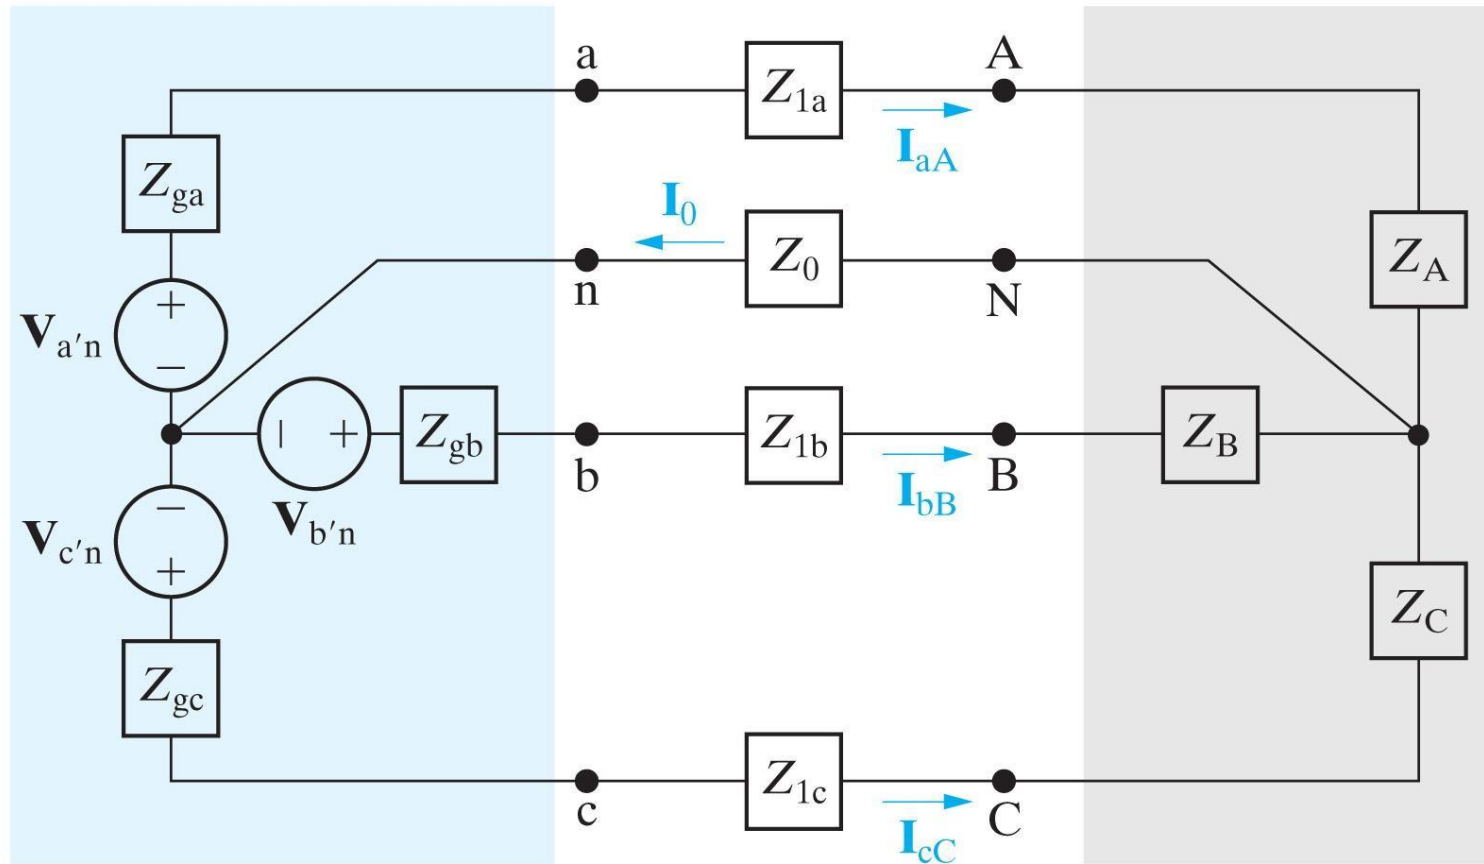 a
A
Z1a
IaA
Zga
I0
Z0
ZA
n
N
+
Va′n
−
− +
Zgb
Z1b
ZB
b
B
IbB
Vb′n
−
Vc′n
+
ZC
Zgc
Z1c
c
C
IcC